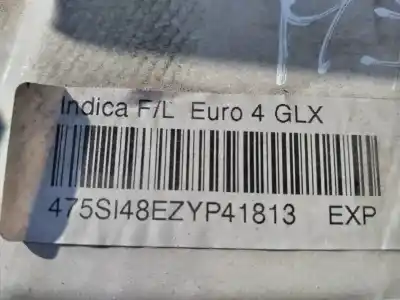 Indica F/L Euro 4 GLX
475SI48EZYP41813 EXP